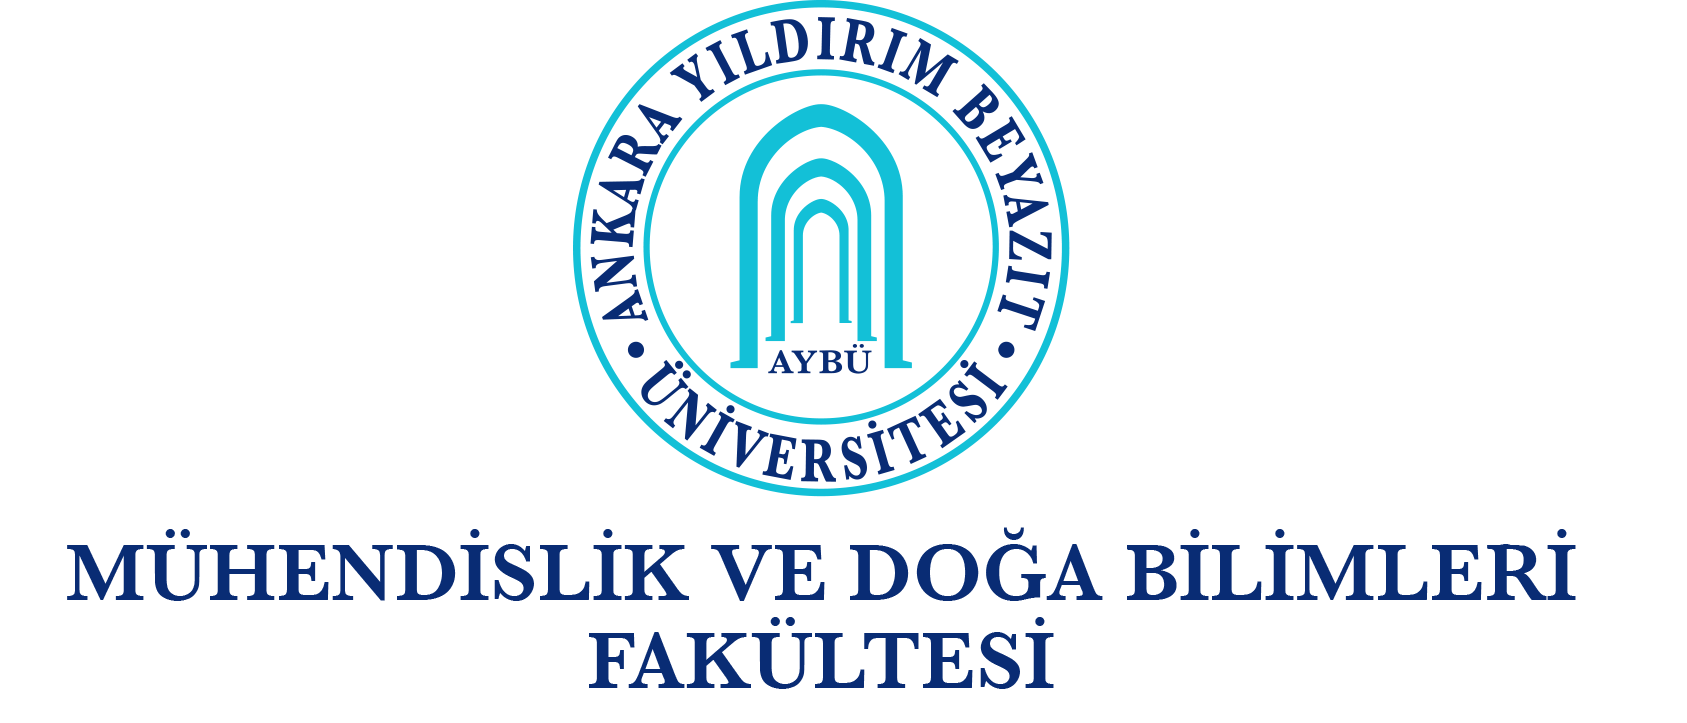 ANKARA YILDIRIM BEYAZIT
• ÜNİVERSİTESİ •
AYBÜ
MÜHENDİSLİK VE DOĞA BİLİMLERİ
FAKÜLTESİ